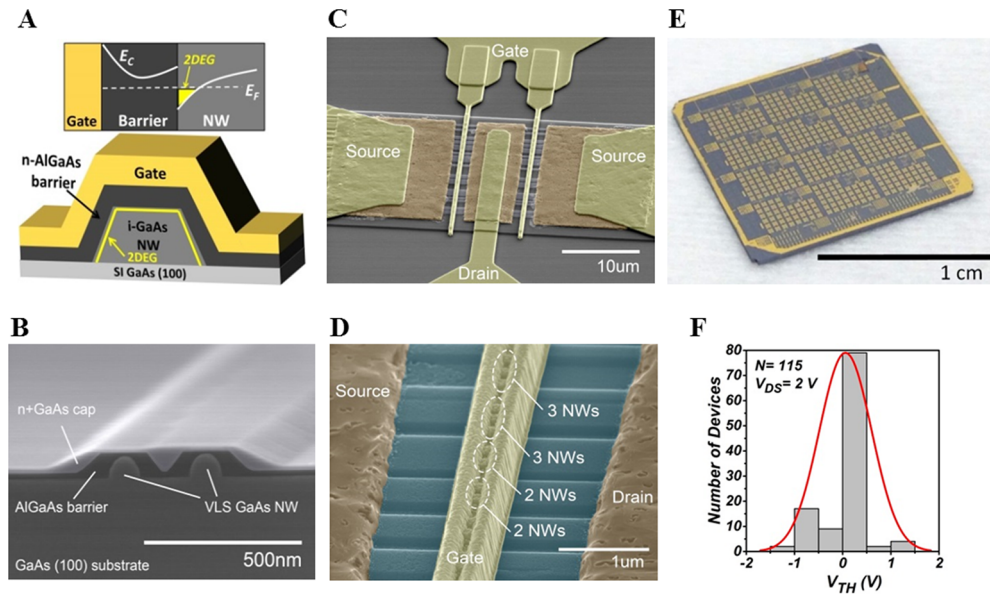 A
E_C
2DEG
E_F
Gate
Barrier
NW
n-AlGaAs
barrier
Gate
i-GaAs
NW
2DEG
SI GaAs (100)
B
n+GaAs cap
AlGaAs barrier
VLS GaAs NW
500nm
GaAs (100) substrate
C
Gate
Source
Source
10um
Drain
D
Source
3 NWs
3 NWs
2 NWs
Drain
2 NWs
Gate
1um
E
1 cm
F
80
70
60
50
40
30
20
10
0
Number of Devices
N= 115
V_DS= 2 V
-2
-1
0
1
2
V_TH (V)